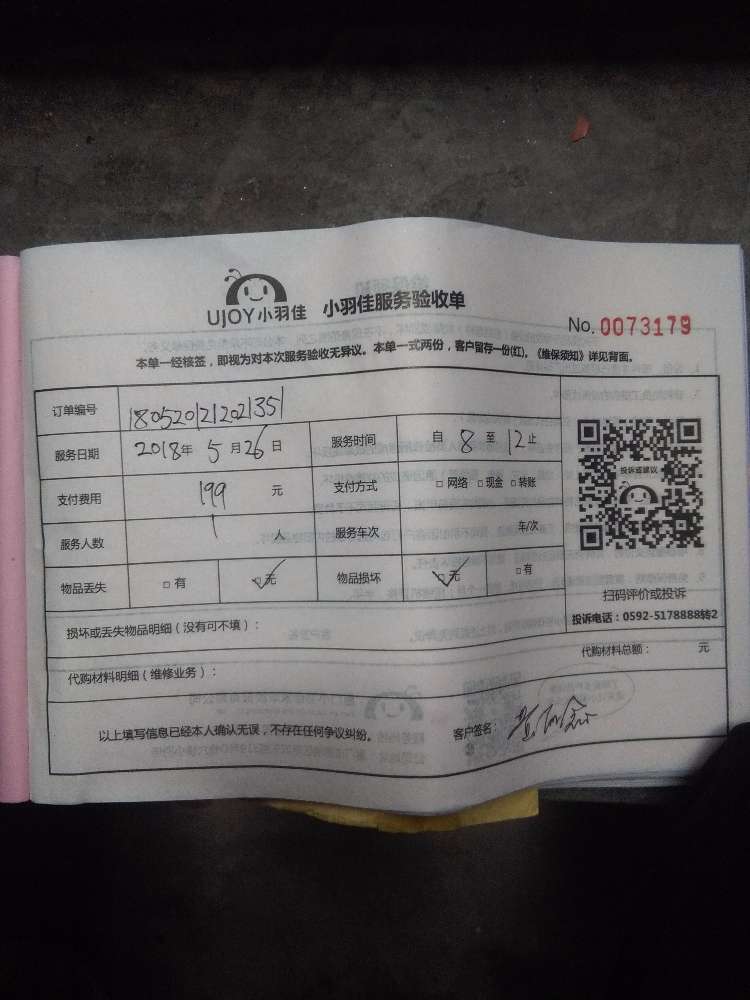 UJOY小羽佳 小羽佳服务验收单
No. 0073179
本单一经核签，即视为对本次服务验收无异议。本单一式两份，客户留存一份(红)。《维保须知》详见背面。
订单编号 180520121202135
服务日期 2018年 5月26日 服务时间 自 8 至 12止
支付费用 199 元 支付方式 □ 网络 □ 现金 □ 转账
服务人数 1 人 服务车次 车/次
物品丢失 □ 有 □ 无 物品损坏 □ 无 □ 有
投诉或建议
扫码评价或投诉
投诉电话：0592-5178888转2
损坏或丢失物品明细（没有可不填）：
代购材料明细（维修业务）： 代购材料总额： 元
以上填写信息已经本人确认无误，不存在任何争议纠纷。 客户签名：